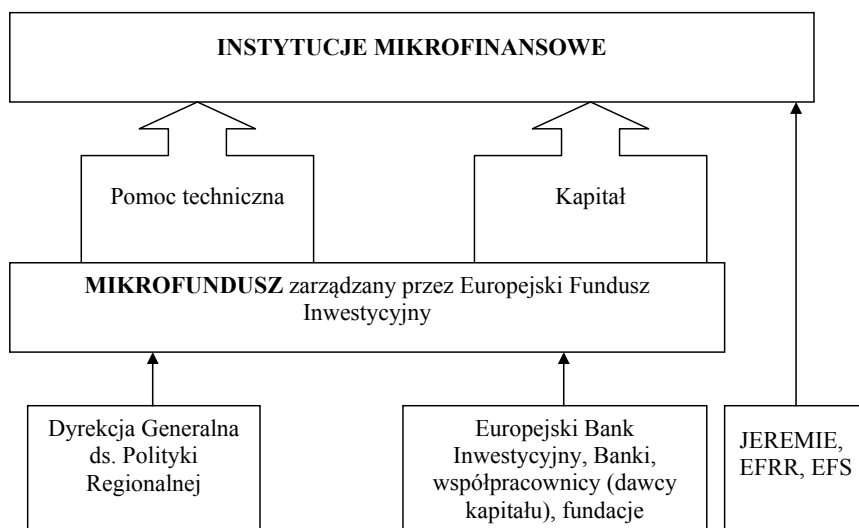 INSTYTUCJE MIKROFINANSOWE
Pomoc techniczna
Kapitał
MIKROFUNDUSZ zarządzany przez Europejski Fundusz
Inwestycyjny
Dyrekcja Generalna
ds. Polityki
Regionalnej
Europejski Bank
Inwestycyjny, Banki,
współpracownicy (dawcy
kapitału), fundacje
JEREMIE,
EFRR, EFS